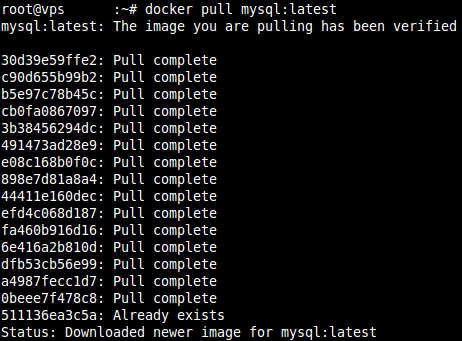 root@vps      :~# docker pull mysql:latest
mysql:latest: The image you are pulling has been verified

30d39e59ffe2: Pull complete
c90d655b99b2: Pull complete
b5e97c78b45c: Pull complete
cb0fa0867097: Pull complete
3b38456294dc: Pull complete
491473ad28e9: Pull complete
e08c168b0f0c: Pull complete
898e7d81a8a4: Pull complete
44411e160dec: Pull complete
efd4c068d187: Pull complete
fa460b916d16: Pull complete
6e416a2b810d: Pull complete
dfb53cb56e99: Pull complete
a4987fecc1d7: Pull complete
0beee7f478c8: Pull complete
511136ea3c5a: Already exists
Status: Downloaded newer image for mysql:latest